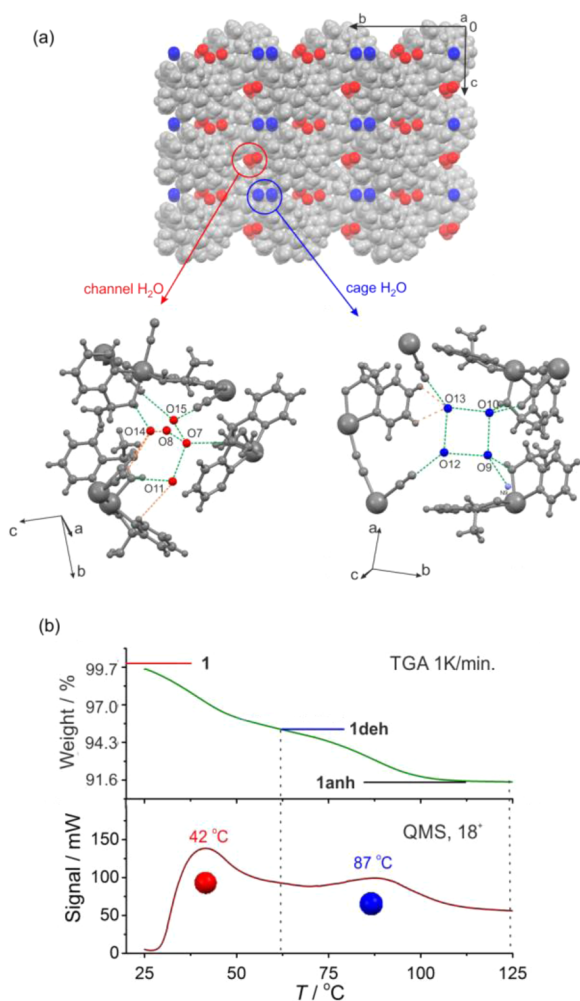 (a)
b
a
0
c
channel H₂O
cage H₂O
O15
O14
O8
O7
O11
c
a
b
O13
O10
O12
O9
a
c
b
(b)
99.7
97.0
94.3
91.6
Weight / %
1
TGA 1K/min.
1deh
1anh
150
100
50
0
Signal / mW
42 °C
QMS, 18⁺
87 °C
25
50
75
100
125
T / °C